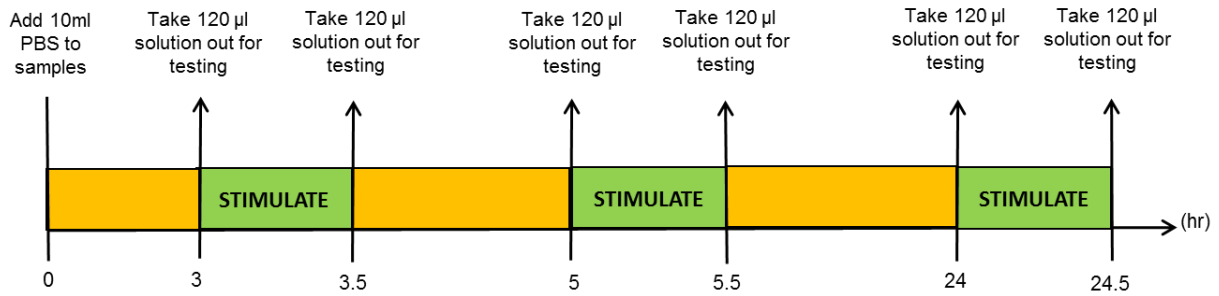 Add 10ml
PBS to
samples
Take 120 µl
solution out for
testing
Take 120 µl
solution out for
testing
Take 120 µl
solution out for
testing
Take 120 µl
solution out for
testing
Take 120 µl
solution out for
testing
Take 120 µl
solution out for
testing
STIMULATE
STIMULATE
STIMULATE
(hr)
0
3
3.5
5
5.5
24
24.5